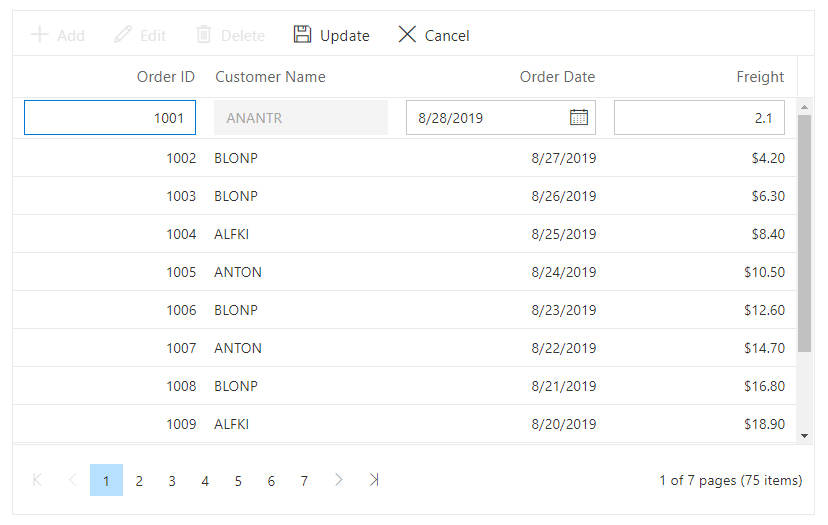 Add Edit Delete Update Cancel
Order ID Customer Name Order Date Freight
1001 ANANTR 8/28/2019 2.1
1002 BLONP 8/27/2019 $4.20
1003 BLONP 8/26/2019 $6.30
1004 ALFKI 8/25/2019 $8.40
1005 ANTON 8/24/2019 $10.50
1006 BLONP 8/23/2019 $12.60
1007 ANTON 8/22/2019 $14.70
1008 BLONP 8/21/2019 $16.80
1009 ALFKI 8/20/2019 $18.90
1 2 3 4 5 6 7 1 of 7 pages (75 items)